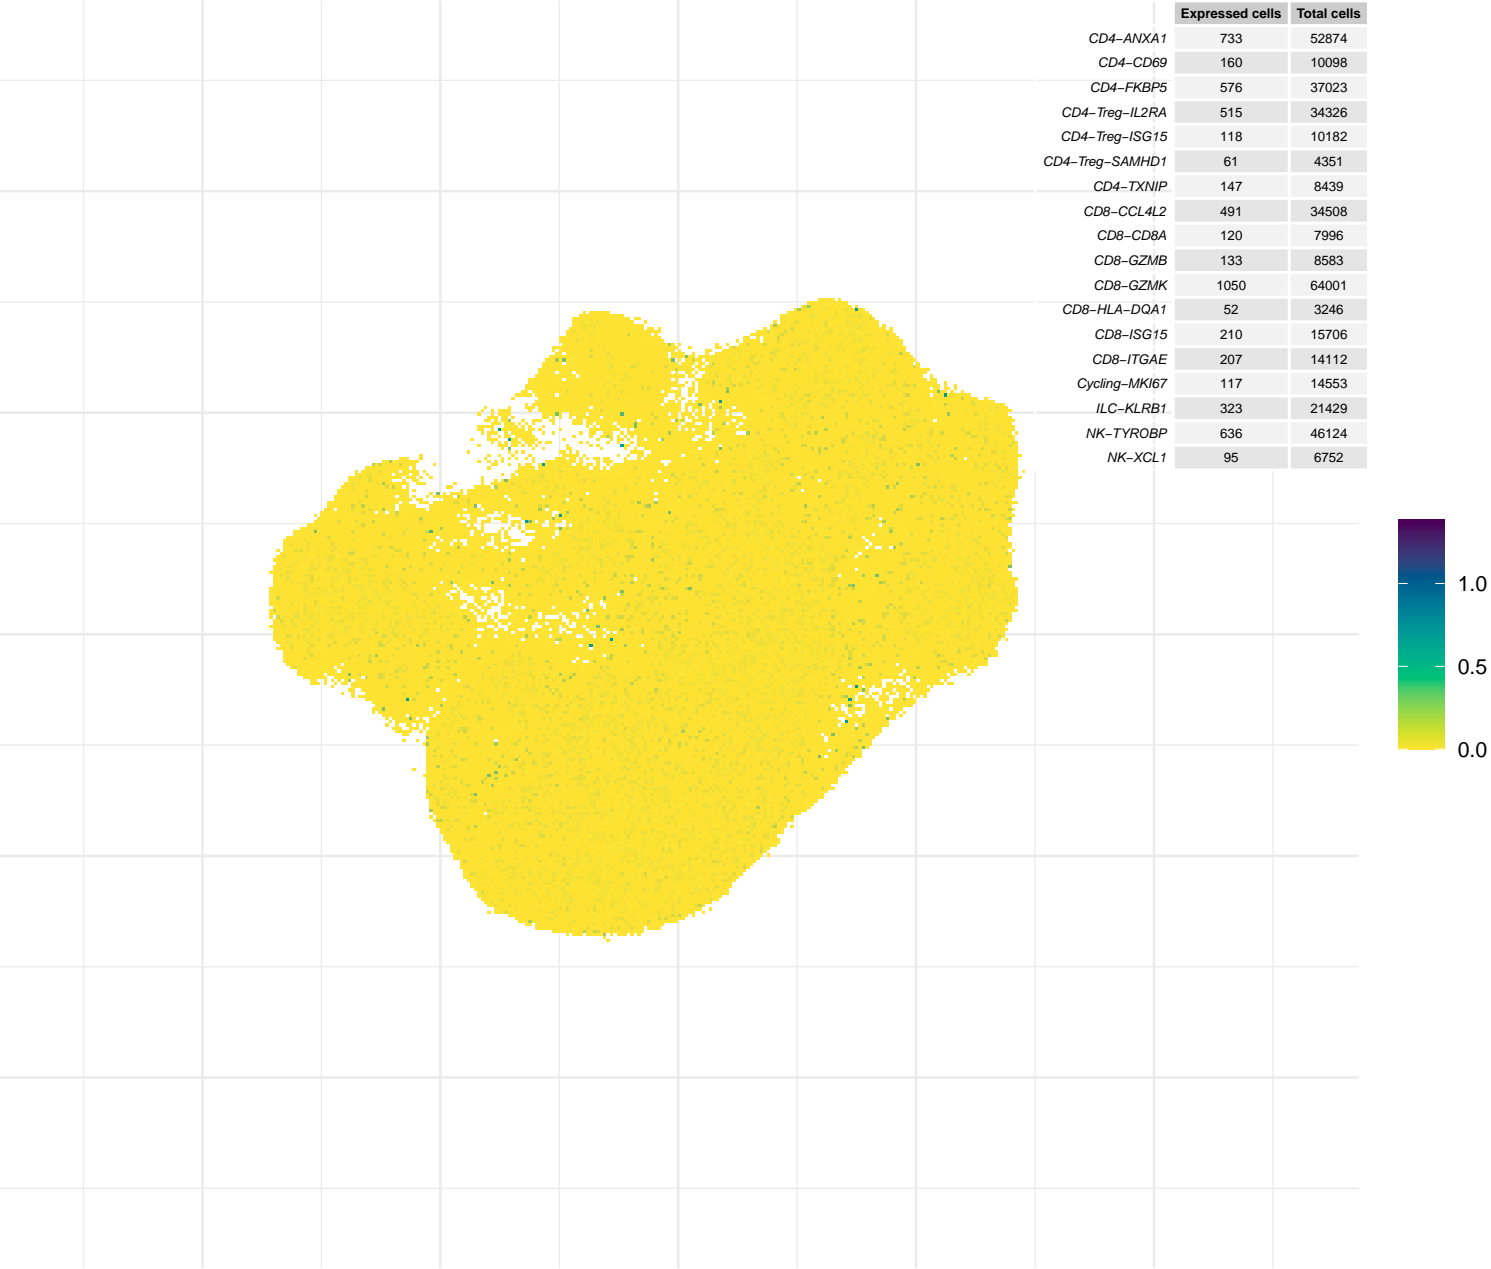 Expressed cells Total cells
CD4−ANXA1 733 52874
CD4−CD69 160 10098
CD4−FKBP5 576 37023
CD4−Treg−IL2RA 515 34326
CD4−Treg−ISG15 118 10182
CD4−Treg−SAMHD1 61 4351
CD4−TXNIP 147 8439
CD8−CCL4L2 491 34508
CD8−CD8A 120 7996
CD8−GZMB 133 8583
CD8−GZMK 1050 64001
CD8−HLA−DQA1 52 3246
CD8−ISG15 210 15706
CD8−ITGAE 207 14112
Cycling−MKI67 117 14553
ILC−KLRB1 323 21429
NK−TYROBP 636 46124
NK−XCL1 95 6752
1.0
0.5
0.0